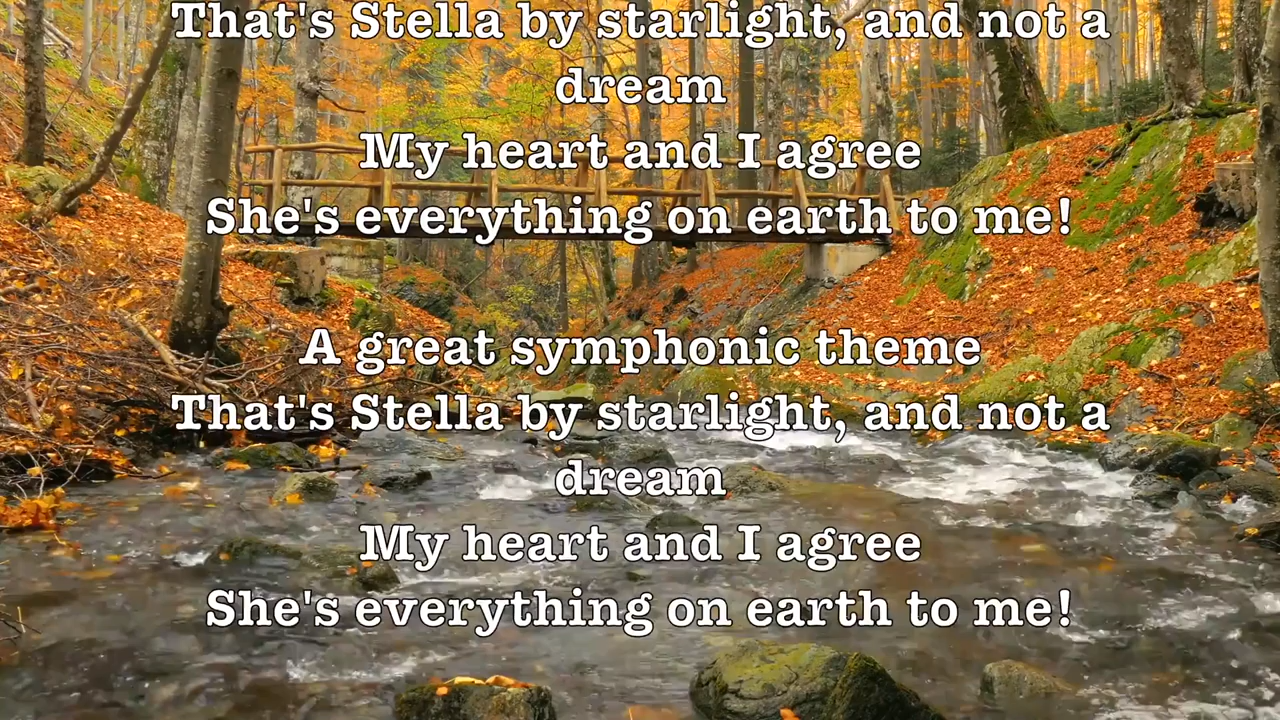 That's Stella by starlight, and not a
dream
My heart and I agree
She's everything on earth to me!
A great symphonic theme
That's Stella by starlight, and not a
dream
My heart and I agree
She's everything on earth to me!